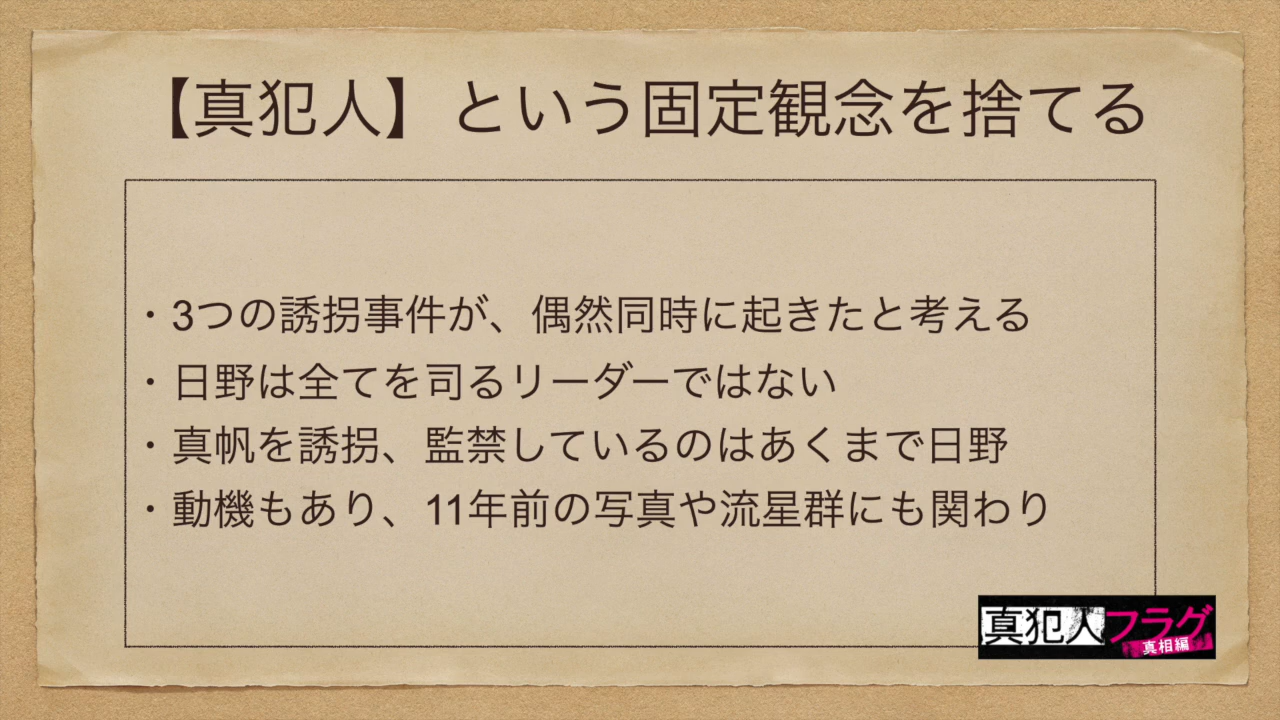 【真犯人】という固定観念を捨てる
・3つの誘拐事件が、偶然同時に起きたと考える
・日野は全てを司るリーダーではない
・真帆を誘拐、監禁しているのはあくまで日野
・動機もあり、11年前の写真や流星群にも関わり
真犯人フラグ
真相編